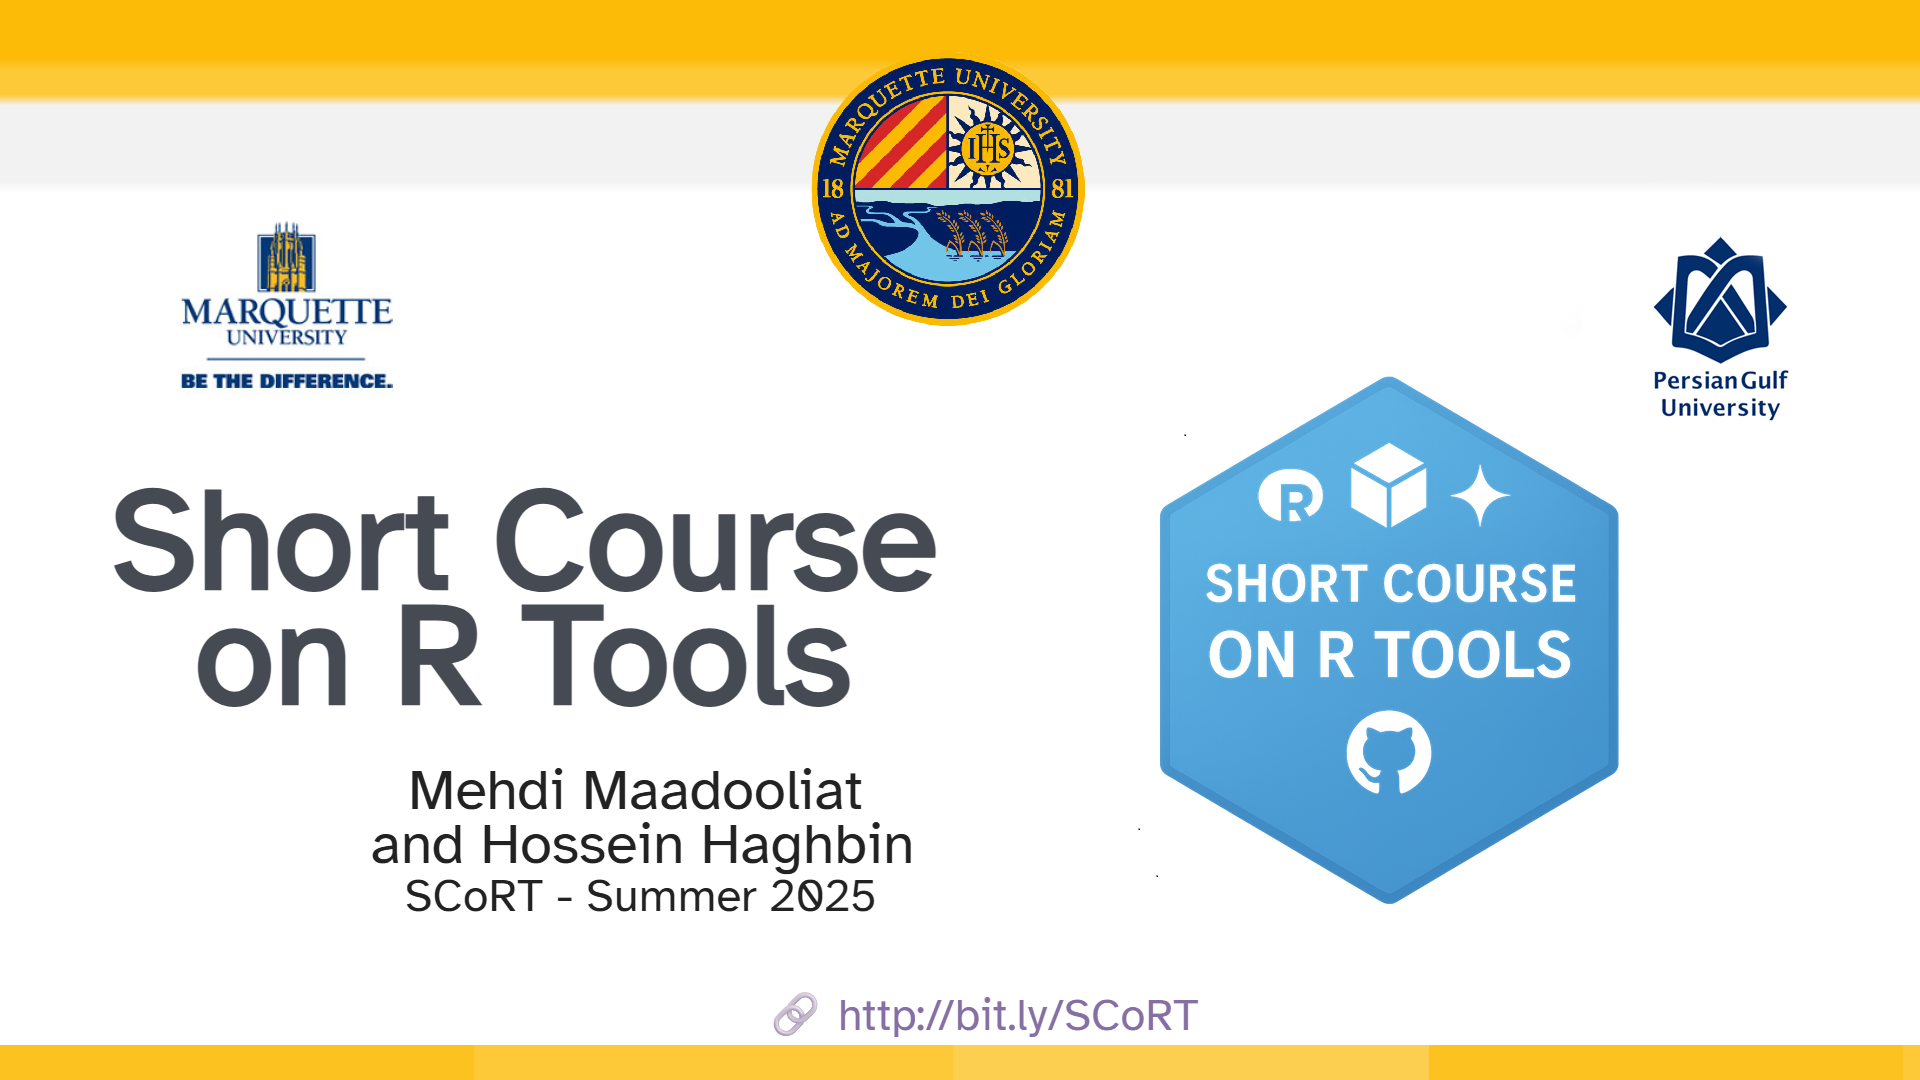 MARQUETTE UNIVERSITY
18 81
AD MAJOREM DEI GLORIAM
IHS
MARQUETTE
UNIVERSITY
BE THE DIFFERENCE.
Persian Gulf
University
Short Course
on R Tools
R
SHORT COURSE
ON R TOOLS
Mehdi Maadooliat
and Hossein Haghbin
SCoRT - Summer 2025
http://bit.ly/SCoRT